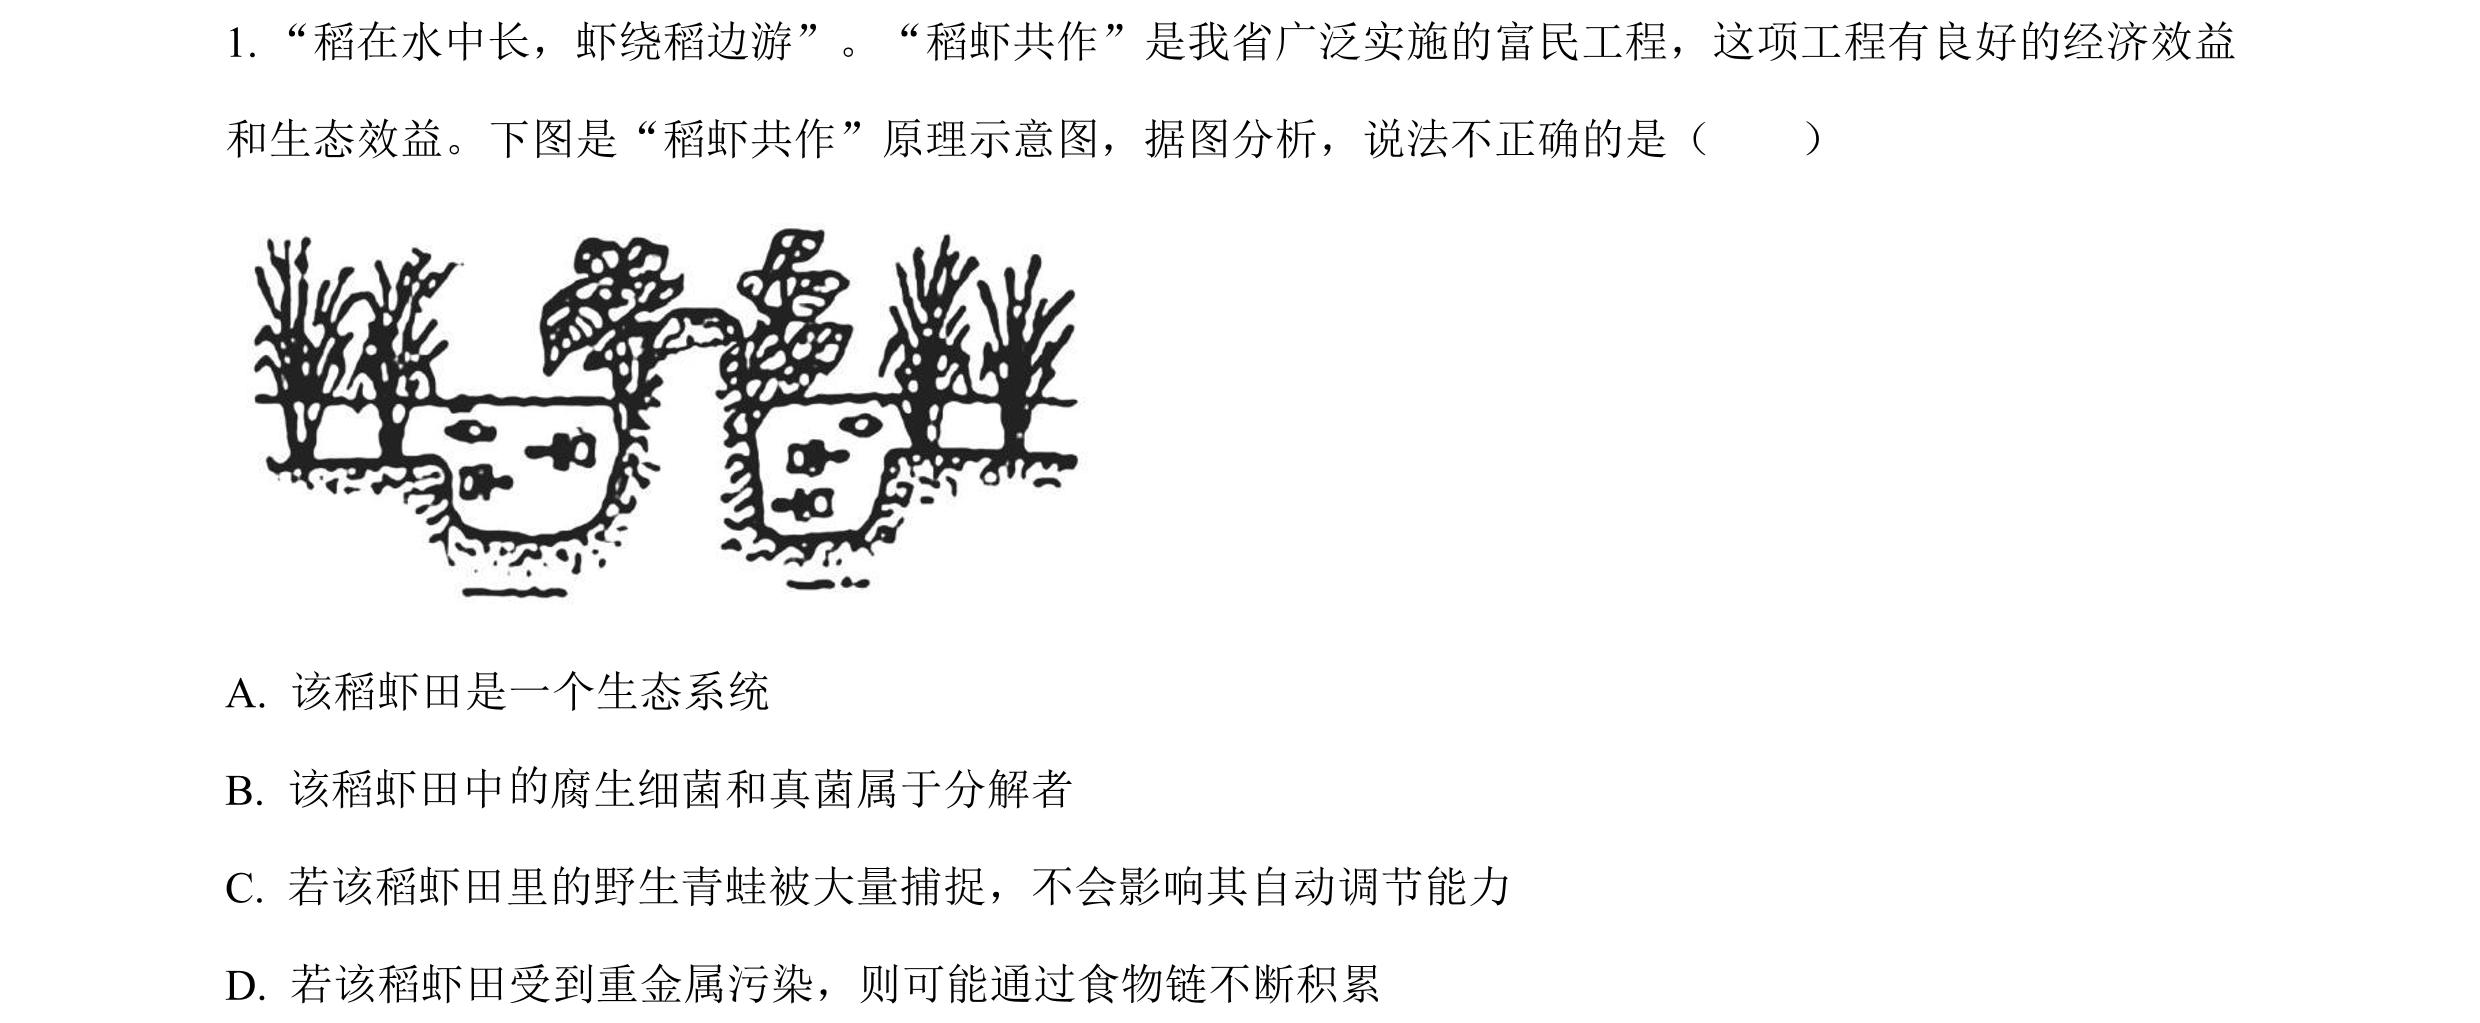 1. “稻在水中长，虾绕稻边游”。“稻虾共作”是我省广泛实施的富民工程，这项工程有良好的经济效益
和生态效益。下图是“稻虾共作”原理示意图，据图分析，说法不正确的是（　　）
A. 该稻虾田是一个生态系统
B. 该稻虾田中的腐生细菌和真菌属于分解者
C. 若该稻虾田里的野生青蛙被大量捕捉，不会影响其自动调节能力
D. 若该稻虾田受到重金属污染，则可能通过食物链不断积累